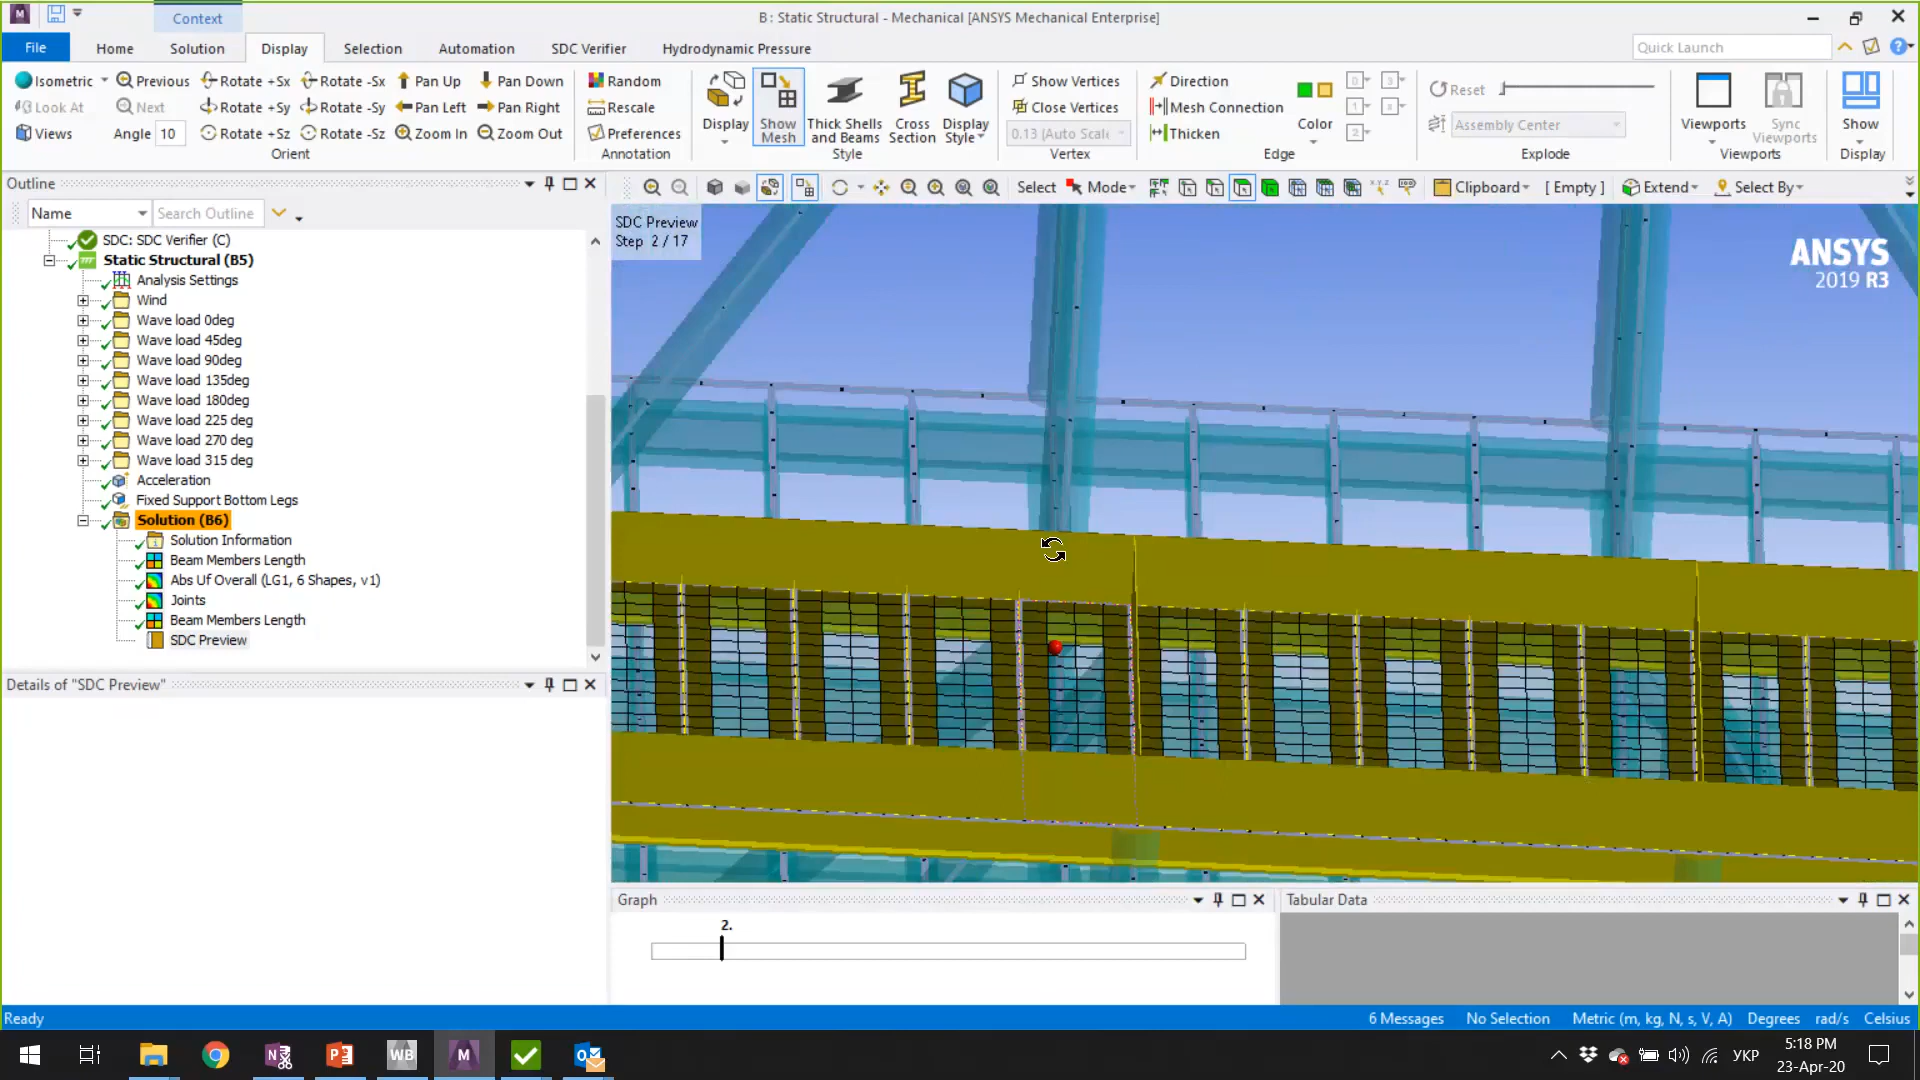 Context
B : Static Structural - Mechanical [ANSYS Mechanical Enterprise]
File
Home
Solution
Display
Selection
Automation
SDC Verifier
Hydrodynamic Pressure
Quick Launch
Isometric
Previous
Rotate +Sx
Rotate -Sx
Pan Up
Pan Down
Look At
Next
Rotate +Sy
Rotate -Sy
Pan Left
Pan Right
Views
Angle 10
Rotate +Sz
Rotate -Sz
Zoom In
Zoom Out
Orient
Random
Rescale
Preferences
Annotation
Display
Show Mesh
Thick Shells and Beams
Cross Section
Display Style
Style
Show Vertices
Close Vertices
0.13 (Auto Scale
Vertex
Direction
Mesh Connection
Thicken
Color
Edge
Reset
Assembly Center
Explode
Viewports
Sync Viewports
Viewports
Show
Display
Outline
Name
Search Outline
Select
Mode
Clipboard
[ Empty ]
Extend
Select By
SDC: SDC Verifier (C)
Static Structural (B5)
Analysis Settings
Wind
Wave load 0deg
Wave load 45deg
Wave load 90deg
Wave load 135deg
Wave load 180deg
Wave load 225 deg
Wave load 270 deg
Wave load 315 deg
Acceleration
Fixed Support Bottom Legs
Solution (B6)
Solution Information
Beam Members Length
Abs Uf Overall (LG1, 6 Shapes, v1)
Joints
Beam Members Length
SDC Preview
Details of "SDC Preview"
SDC Preview
Step 2 / 17
ANSYS
2019 R3
Graph
2.
Tabular Data
Ready
6 Messages
No Selection
Metric (m, kg, N, s, V, A)
Degrees
rad/s
Celsius
УКР
5:18 PM
23-Apr-20